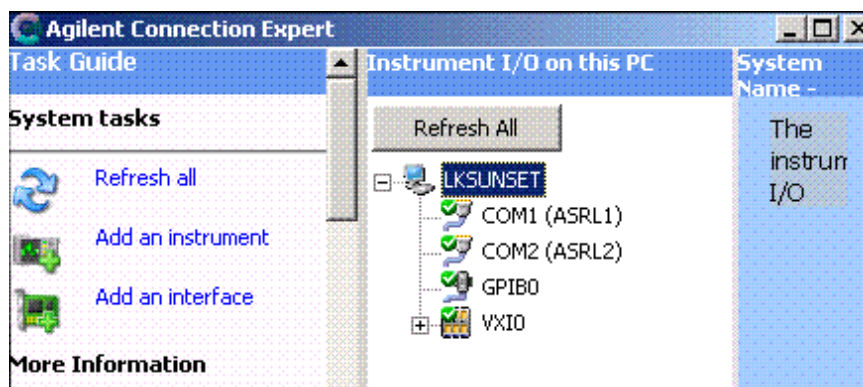 Agilent Connection Expert
Task Guide
System tasks
Refresh all
Add an instrument
Add an interface
More Information
Instrument I/O on this PC
Refresh All
LKSUNSET
COM1 (ASRL1)
COM2 (ASRL2)
GPIB0
VXI0
System
Name -
The
instrum
I/O